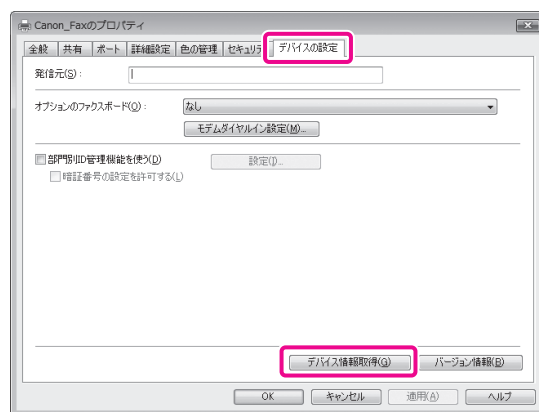 Canon_Faxのプロパティ
全般 共有 ポート 詳細設定 色の管理 セキュリテ デバイスの設定
発信元(S):
オプションのファクスボード(O): なし
モデムダイヤルイン設定(M)...
部門別ID管理機能を使う(D) 設定(I)...
暗証番号の設定を許可する(L)
デバイス情報取得(G) バージョン情報(B)
OK キャンセル 適用(A) ヘルプ